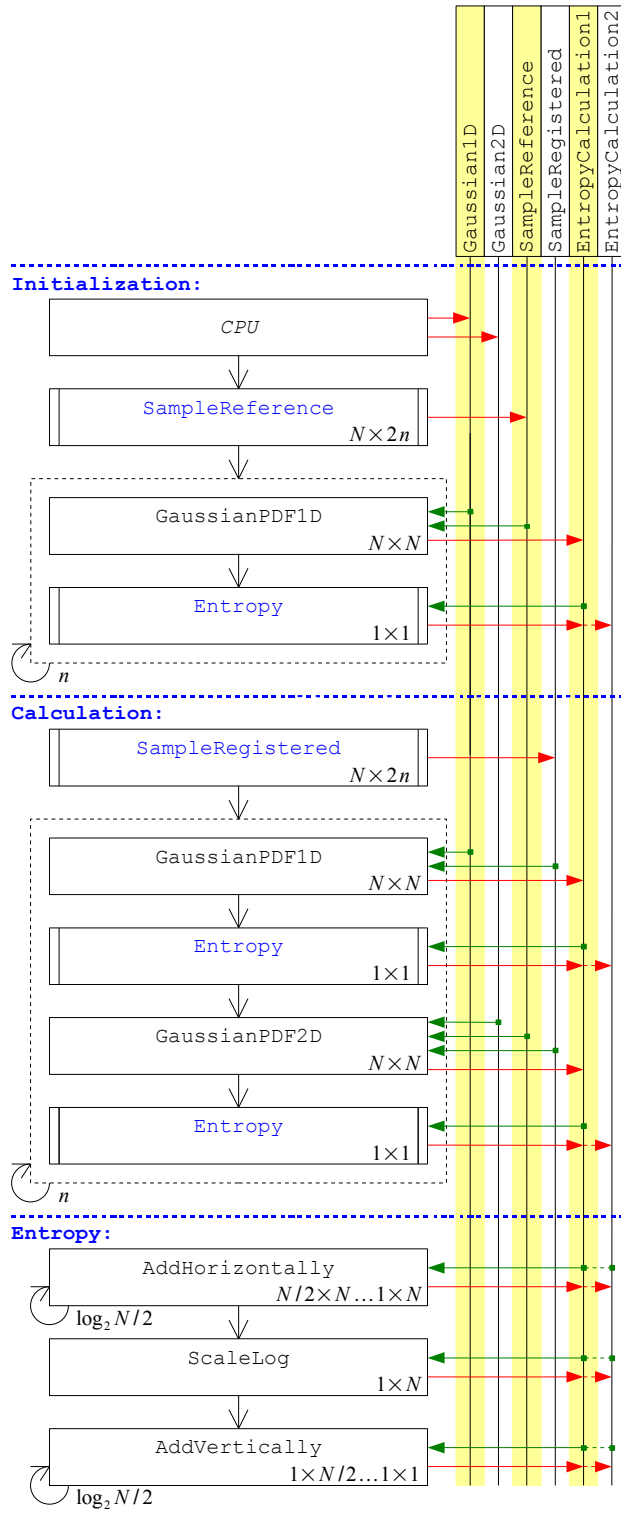 Gaussian1D
Gaussian2D
SampleReference
SampleRegistered
EntropyCalculation1
EntropyCalculation2
Initialization:
CPU
SampleReference
N×2n
GaussianPDF1D
N×N
Entropy
1×1
n
Calculation:
SampleRegistered
N×2n
GaussianPDF1D
N×N
Entropy
1×1
GaussianPDF2D
N×N
Entropy
1×1
n
Entropy:
AddHorizontally
N/2×N…1×N
log₂ N/2
ScaleLog
1×N
AddVertically
1×N/2…1×1
log₂ N/2